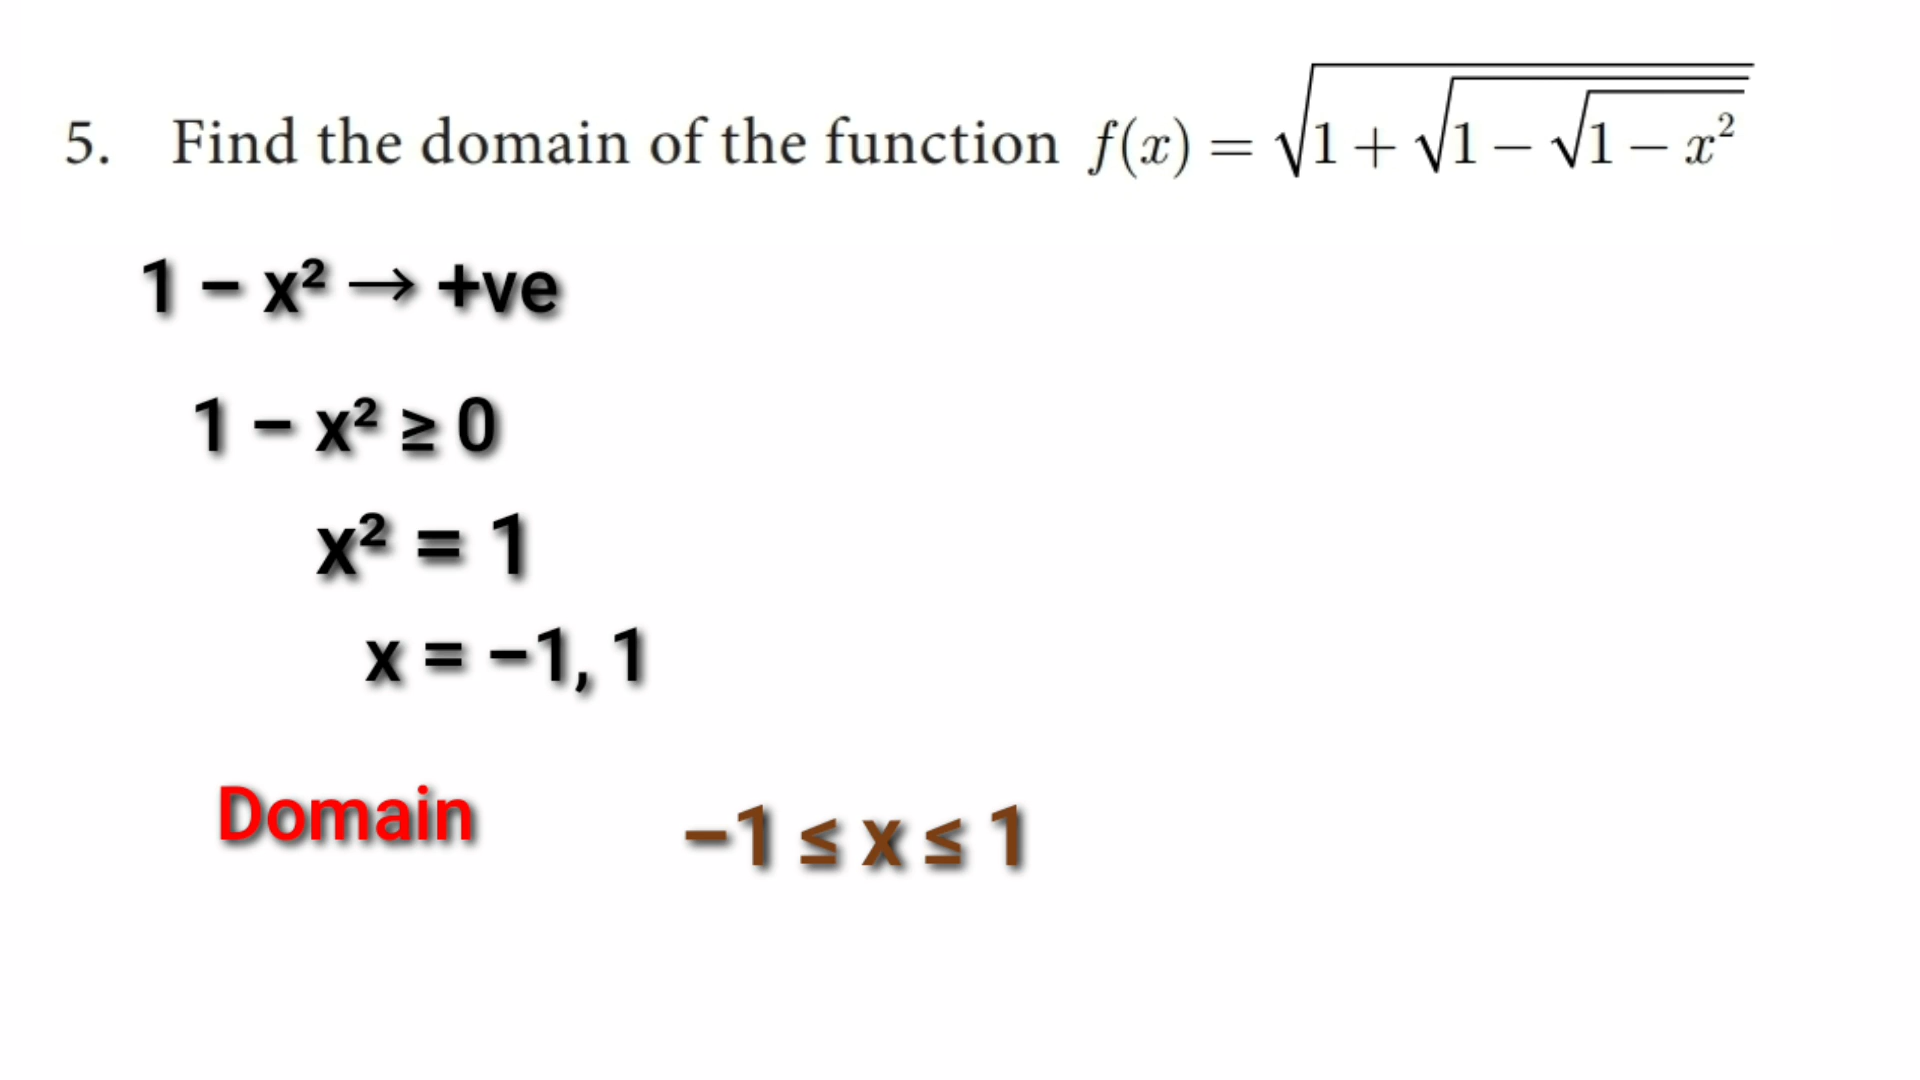 5. Find the domain of the function f(x) = √(1 + √(1 − √(1 − x²)))
1 − x² → +ve
1 − x² ≥ 0
x² = 1
x = −1, 1
Domain −1 ≤ x ≤ 1